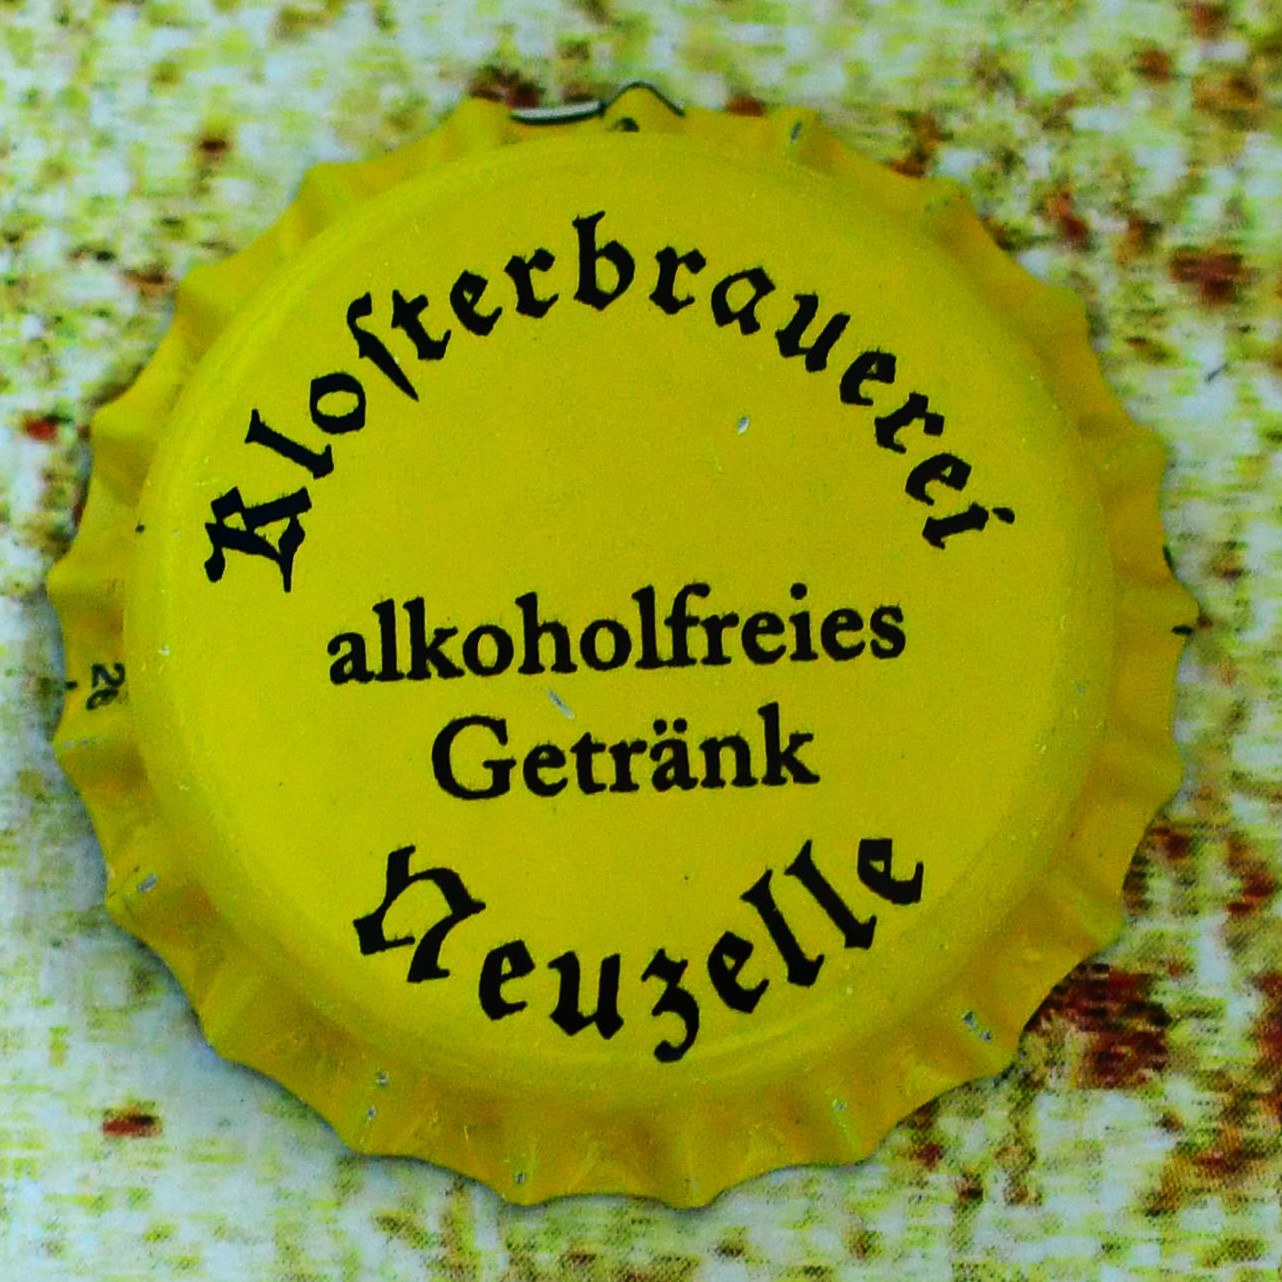 Kloſterbrauerei
alkoholfreies
Getränk
Neuzelle